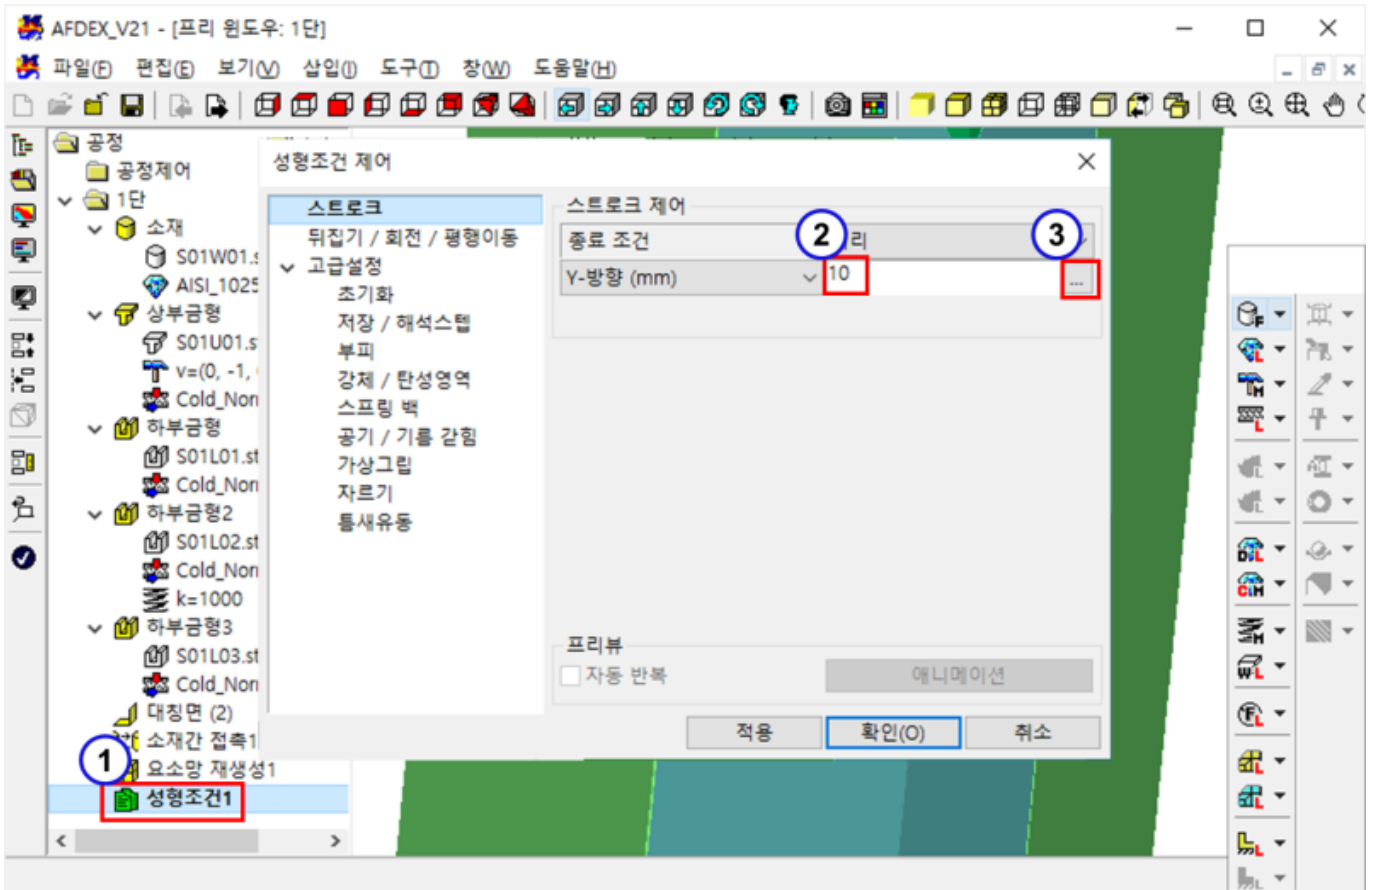 AFDEX_V21 - [프리 윈도우: 1단]
파일(F) 편집(E) 보기(V) 삽입(I) 도구(T) 창(W) 도움말(H)
공정
공정제어
1단
소재
S01W01.s
AISI_1025
상부금형
S01U01.s
v=(0, -1,
Cold_Nor
하부금형
S01L01.st
Cold_Nor
하부금형2
S01L02.st
Cold_Nor
k=1000
하부금형3
S01L03.st
Cold_Nor
대칭면 (2)
소재간 접촉1
1
요소망 재생성1
성형조건1
성형조건 제어
스트로크
뒤집기 / 회전 / 평행이동
고급설정
초기화
저장 / 해석스텝
부피
강체 / 탄성영역
스프링 백
공기 / 기름 갇힘
가상그립
자르기
틈새유동
스트로크 제어
종료 조건 2 리 3
Y-방향 (mm) 10 ...
프리뷰
자동 반복 애니메이션
적용 확인(O) 취소